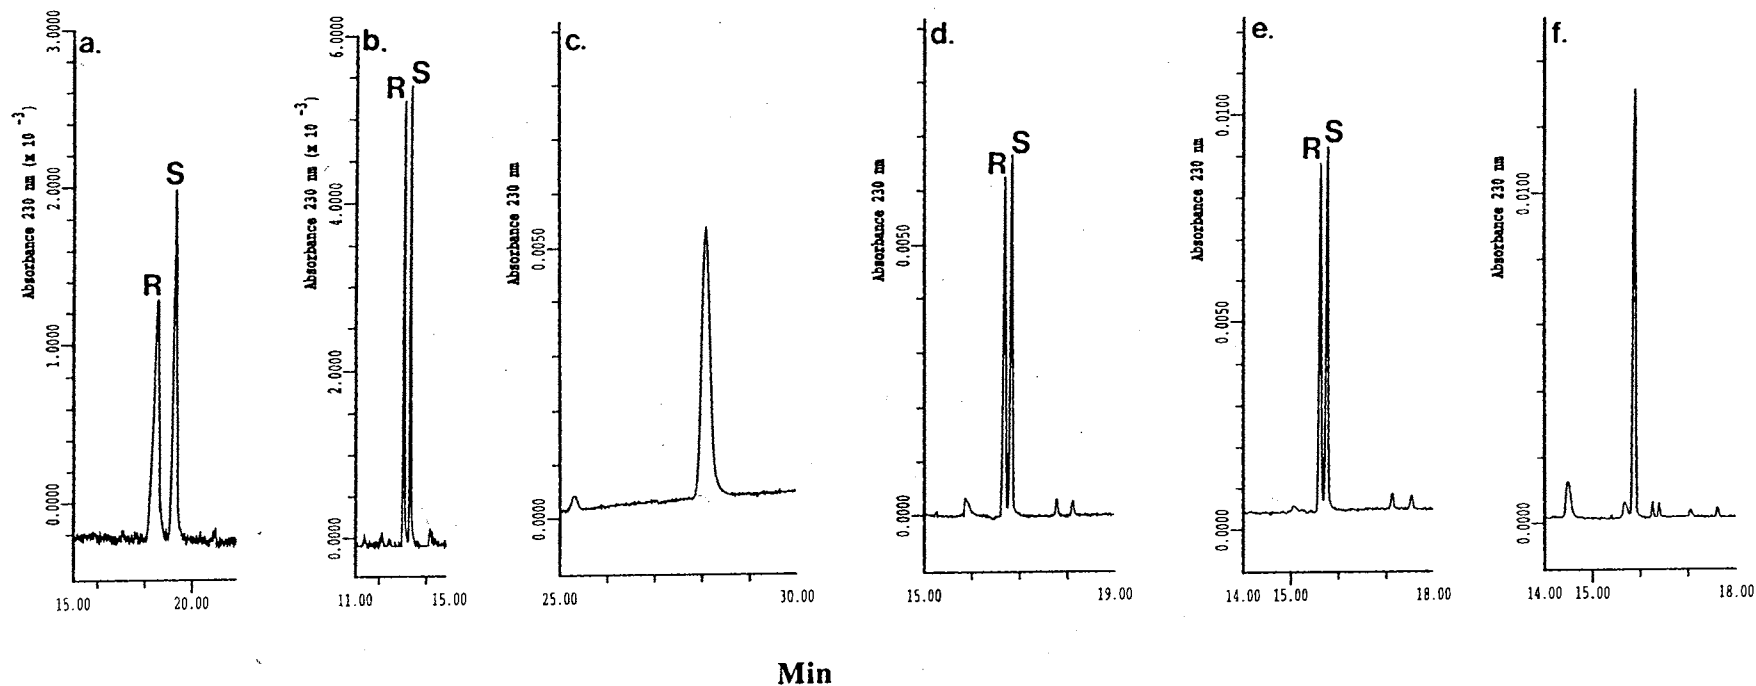 a.
3.0000
2.0000
1.0000
0.0000
Absorbance 230 nm (x 10 -3)
R
S
15.00 20.00
b.
6.0000
4.0000
2.0000
0.0000
Absorbance 230 nm (x 10 -3)
R
S
11.00 15.00
c.
0.0050
0.0000
Absorbance 230 nm
25.00 30.00
d.
0.0050
0.0000
Absorbance 230 nm
R
S
15.00 19.00
e.
0.0100
0.0050
0.0000
Absorbance 230 nm
R
S
14.00 15.00 18.00
f.
0.0100
0.0000
Absorbance 230 nm
14.00 15.00 18.00
Min